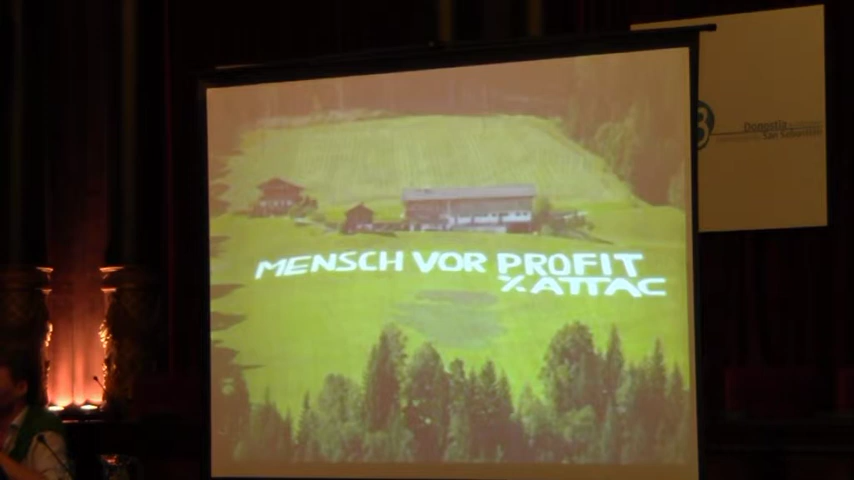 MENSCH VOR PROFIT
% ATTAC
Donostia
San Sebastián